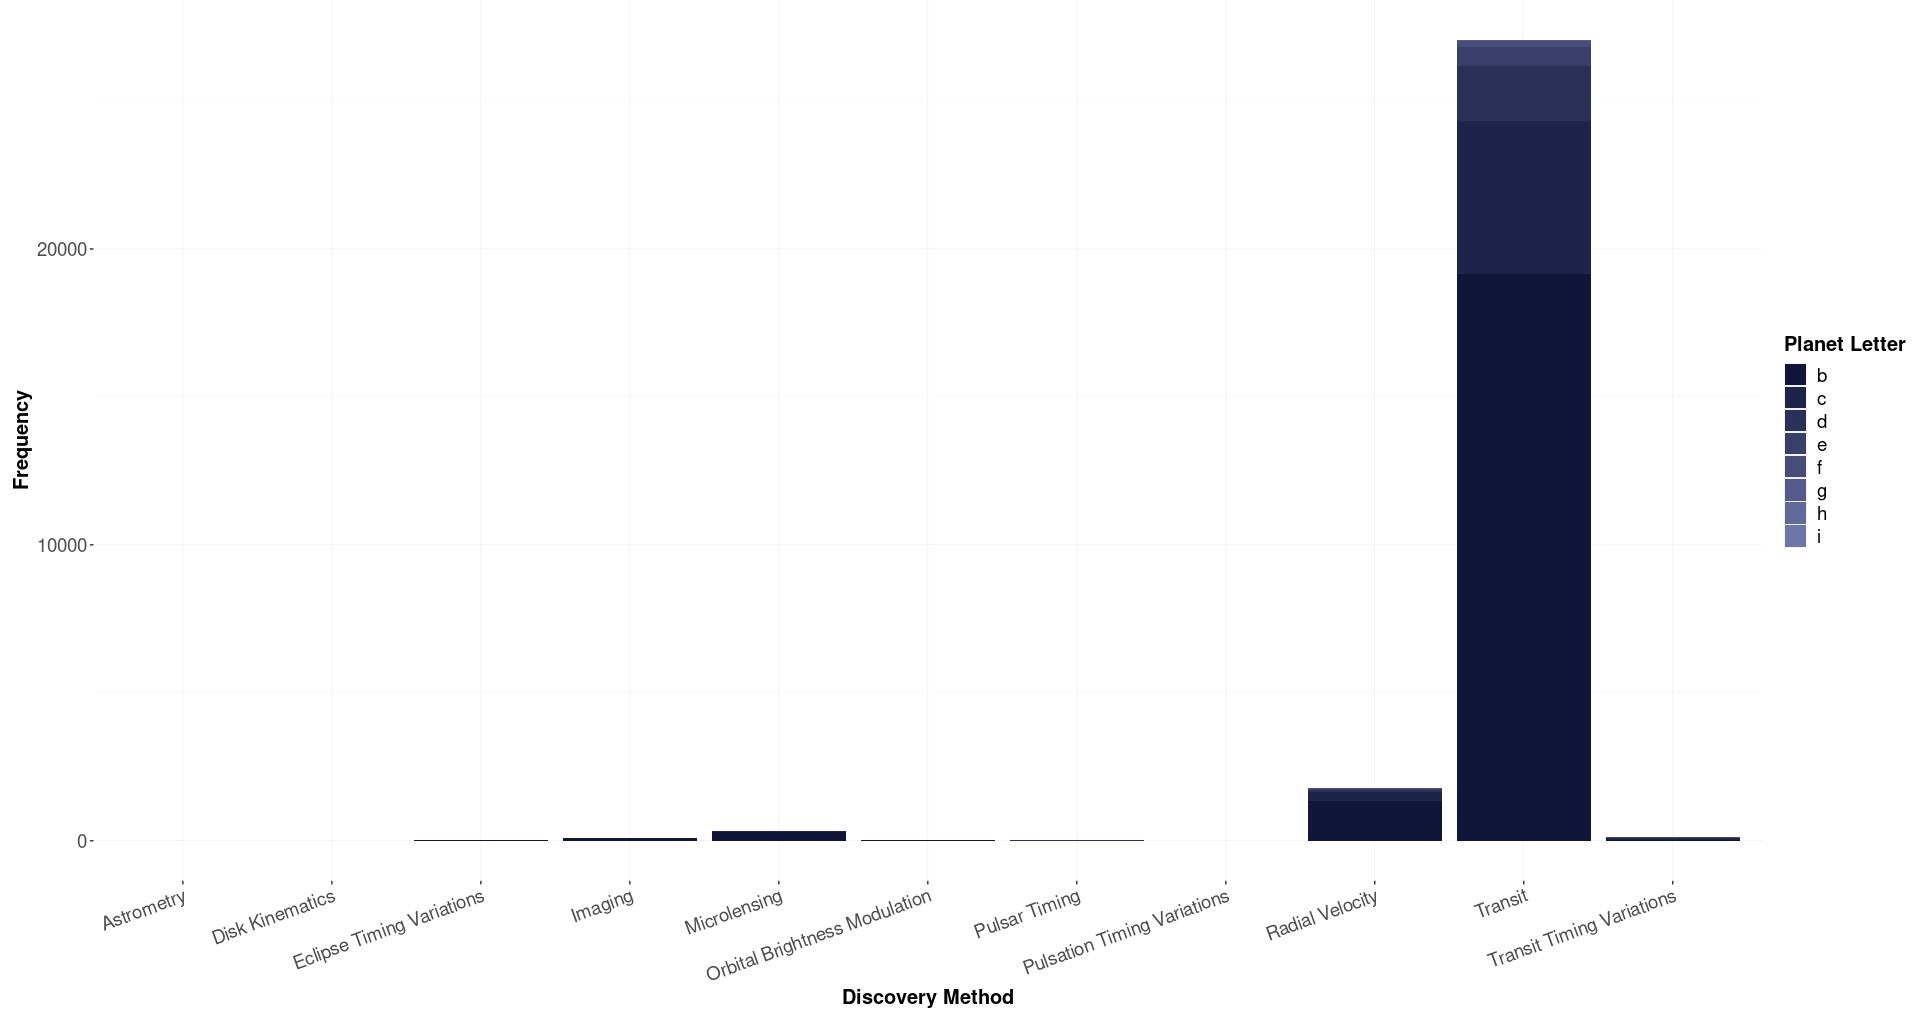 20000
10000
0
Frequency
Astrometry
Disk Kinematics
Eclipse Timing Variations
Imaging
Microlensing
Orbital Brightness Modulation
Pulsar Timing
Pulsation Timing Variations
Radial Velocity
Transit
Transit Timing Variations
Discovery Method
Planet Letter
b
c
d
e
f
g
h
i